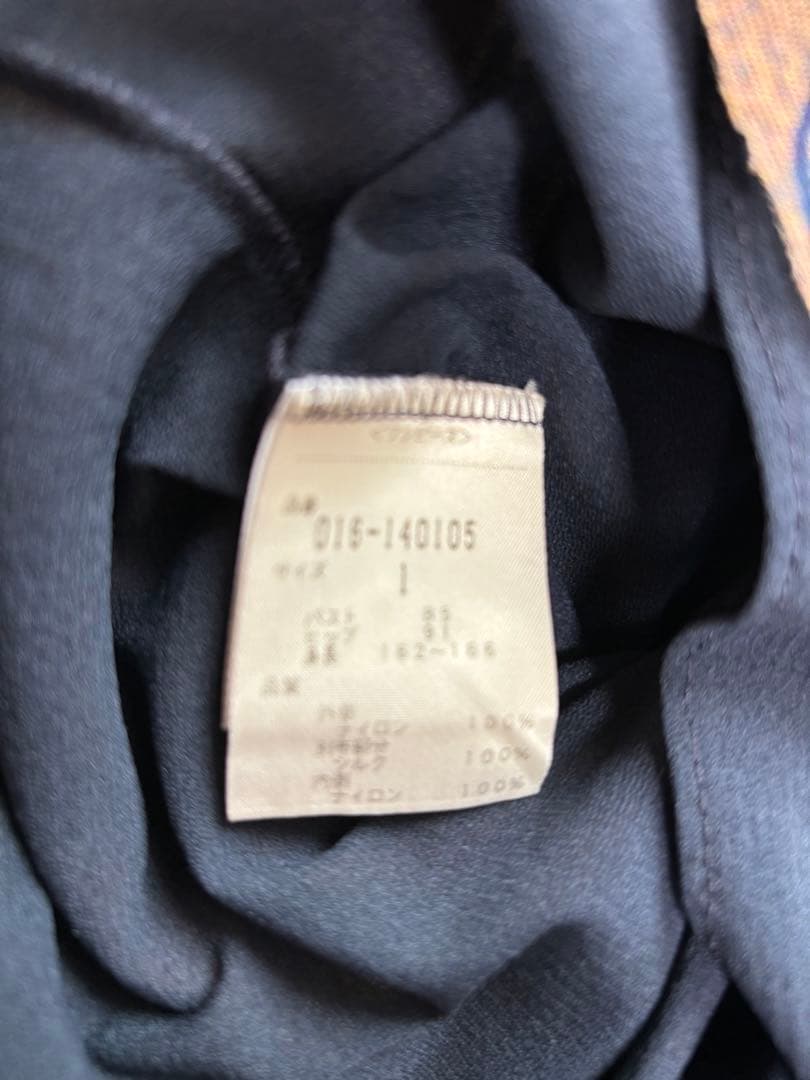 品番
016-140105
サイズ 1
バスト 85
ヒップ 91
身長 162~166
品質
ナイロン 100%
シルク 100%
ナイロン 100%